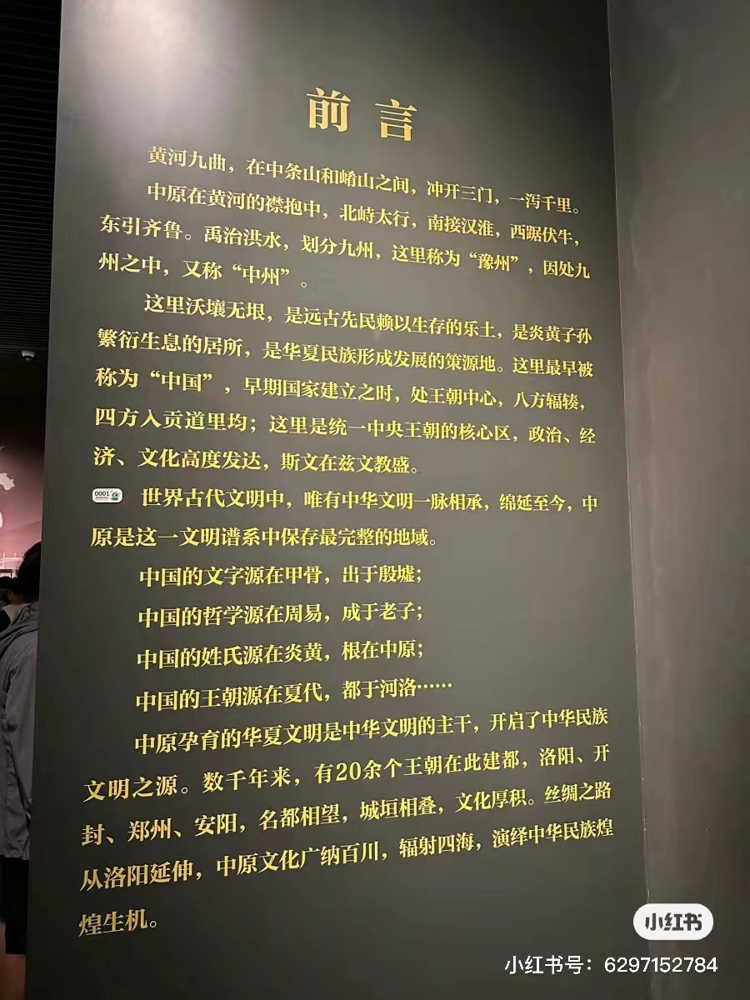 前言
黄河九曲，在中条山和崤山之间，冲开三门，一泻千里。
中原在黄河的襟抱中，北峙太行，南接汉淮，西踞伏牛，
东引齐鲁。禹治洪水，划分九州，这里称为“豫州”，因处九
州之中，又称“中州”。
这里沃壤无垠，是远古先民赖以生存的乐土，是炎黄子孙
繁衍生息的居所，是华夏民族形成发展的策源地。这里最早被
称为“中国”，早期国家建立之时，处王朝中心，八方辐辏，
四方入贡道里均；这里是统一中央王朝的核心区，政治、经
济、文化高度发达，斯文在兹文教盛。
0001
世界古代文明中，唯有中华文明一脉相承，绵延至今，中
原是这一文明谱系中保存最完整的地域。
中国的文字源在甲骨，出于殷墟；
中国的哲学源在周易，成于老子；
中国的姓氏源在炎黄，根在中原；
中国的王朝源在夏代，都于河洛……
中原孕育的华夏文明是中华文明的主干，开启了中华民族
文明之源。数千年来，有20余个王朝在此建都，洛阳、开
封、郑州、安阳，名都相望，城垣相叠，文化厚积。丝绸之路
从洛阳延伸，中原文化广纳百川，辐射四海，演绎中华民族煌
煌生机。
小红书
小红书号：6297152784